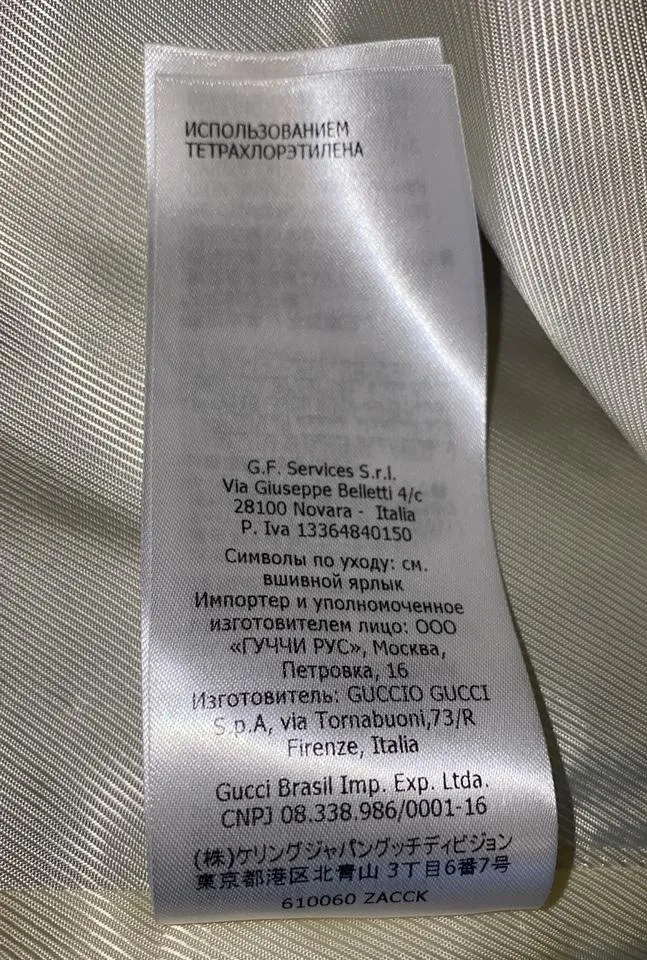 ИСПОЛЬЗОВАНИЕМ
ТЕТРАХЛОРЭТИЛЕНА
G.F. Services S.r.l.
Via Giuseppe Belletti 4/c
28100 Novara - Italia
P. Iva 13364840150
Символы по уходу: см.
вшивной ярлык
Импортер и уполномоченное
изготовителем лицо: ООО
«ГУЧЧИ РУС», Москва,
Петровка, 16
Изготовитель: GUCCIO GUCCI
S.p.A, via Tornabuoni,73/R
Firenze, Italia
Gucci Brasil Imp. Exp. Ltda.
CNPJ 08.338.986/0001-16
(株)ケリングジャパングッチディビジョン
東京都港区北青山 3丁目6番7号
610060 ZACCK